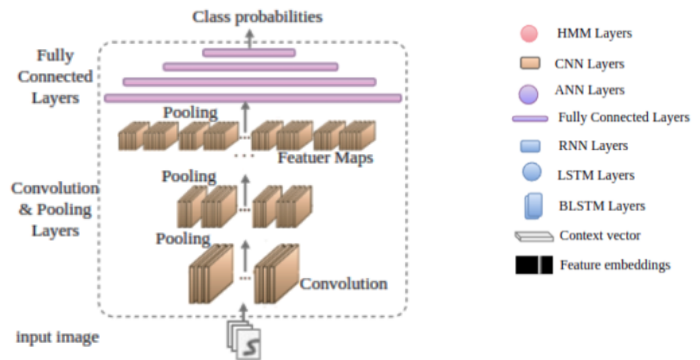 Class probabilities
Fully
Connected
Layers
Pooling
Featuer Maps
Pooling
Convolution
& Pooling
Layers
Pooling
Convolution
input image
S
HMM Layers
CNN Layers
ANN Layers
Fully Connected Layers
RNN Layers
LSTM Layers
BLSTM Layers
Context vector
Feature embeddings